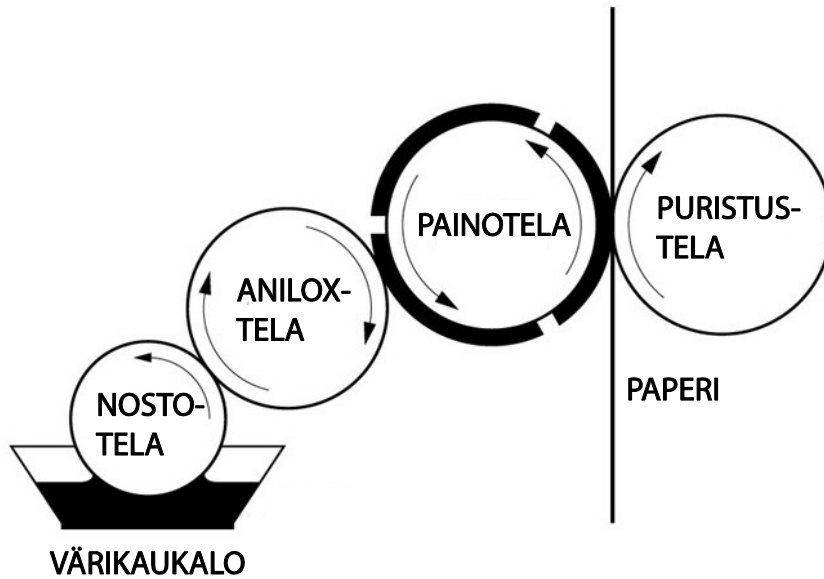 PAINOTELA
PURISTUS-
TELA
ANILOX-
TELA
NOSTO-
TELA
PAPERI
VÄRIKAUKALO